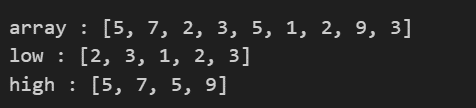 array : [5, 7, 2, 3, 5, 1, 2, 9, 3]
low : [2, 3, 1, 2, 3]
high : [5, 7, 5, 9]